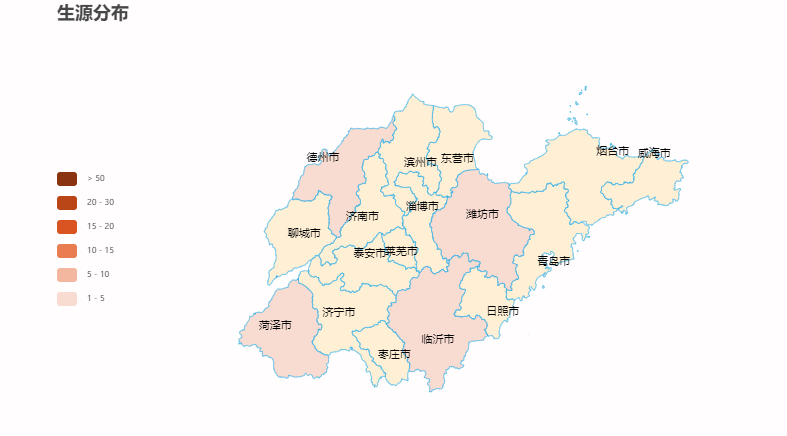 生源分布
> 50
20 - 30
15 - 20
10 - 15
5 - 10
1 - 5
德州市
滨州市
东营市
烟台市
威海市
济南市
淄博市
潍坊市
聊城市
泰安市
莱芜市
青岛市
菏泽市
济宁市
日照市
临沂市
枣庄市